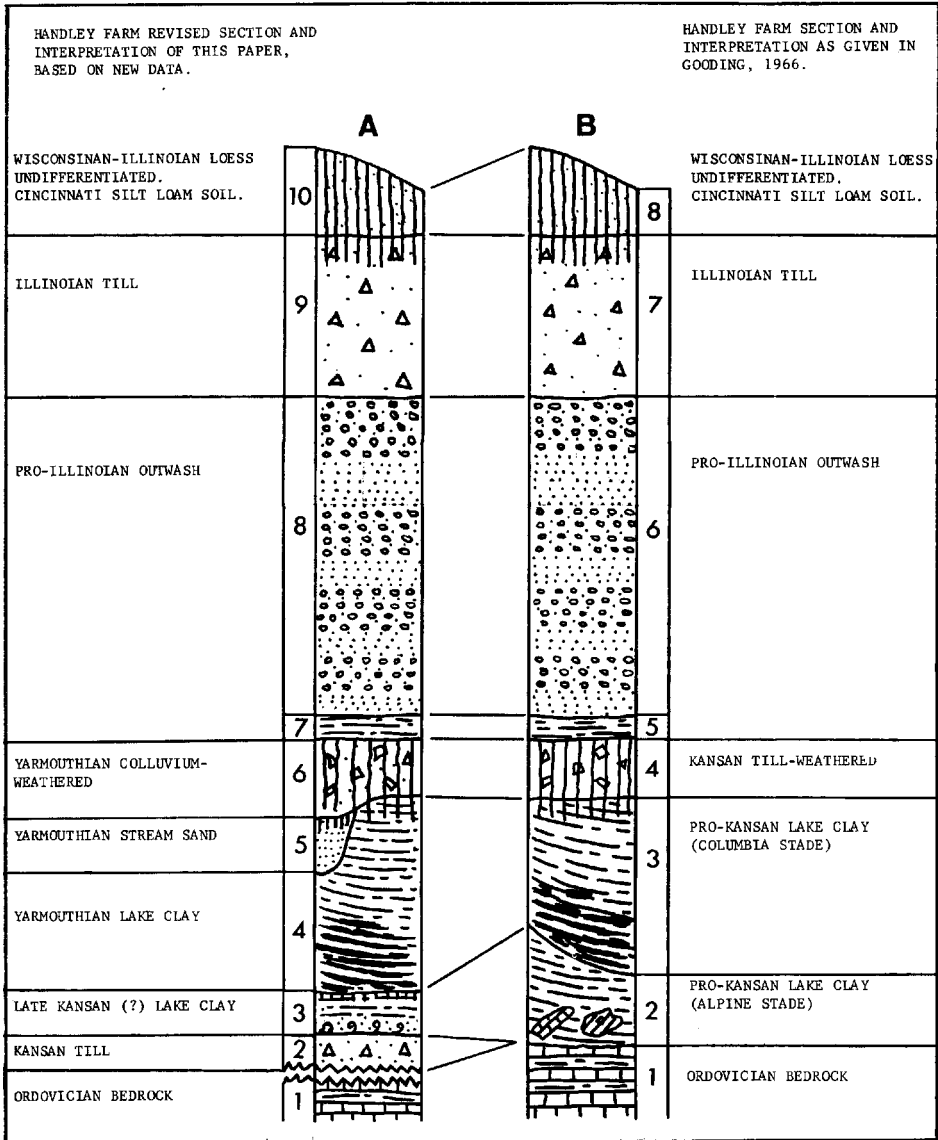 HANDLEY FARM REVISED SECTION AND
INTERPRETATION OF THIS PAPER,
BASED ON NEW DATA.
HANDLEY FARM SECTION AND
INTERPRETATION AS GIVEN IN
GOODING, 1966.
A
B
WISCONSINAN-ILLINOIAN LOESS
UNDIFFERENTIATED.
CINCINNATI SILT LOAM SOIL.
10
8
WISCONSINAN-ILLINOIAN LOESS
UNDIFFERENTIATED.
CINCINNATI SILT LOAM SOIL.
ILLINOIAN TILL
9
7
ILLINOIAN TILL
PRO-ILLINOIAN OUTWASH
8
6
PRO-ILLINOIAN OUTWASH
7
5
YARMOUTHIAN COLLUVIUM-
WEATHERED
6
4
KANSAN TILL-WEATHERED
YARMOUTHIAN STREAM SAND
5
3
PRO-KANSAN LAKE CLAY
(COLUMBIA STADE)
YARMOUTHIAN LAKE CLAY
4
LATE KANSAN (?) LAKE CLAY
3
2
PRO-KANSAN LAKE CLAY
(ALPINE STADE)
KANSAN TILL
2
ORDOVICIAN BEDROCK
1
1
ORDOVICIAN BEDROCK